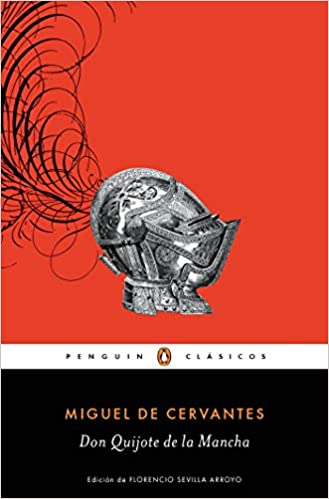 PENGUIN CLÁSICOS
MIGUEL DE CERVANTES
Don Quijote de la Mancha
Edición de FLORENCIO SEVILLA ARROYO